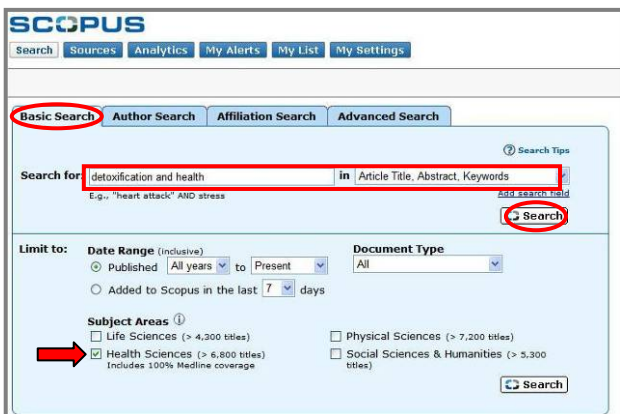 SCOPUS
Search Sources Analytics My Alerts My List My Settings
Basic Search Author Search Affiliation Search Advanced Search
? Search Tips
Search for: detoxification and health in Article Title, Abstract, Keywords
E.g., "heart attack" AND stress Add search field
Search
Limit to: Date Range (inclusive) Document Type
Published All years to Present All
Added to Scopus in the last 7 days
Subject Areas i
Life Sciences (> 4,300 titles) Physical Sciences (> 7,200 titles)
Health Sciences (> 6,800 titles) Social Sciences & Humanities (> 5,300
Includes 100% Medline coverage titles)
Search